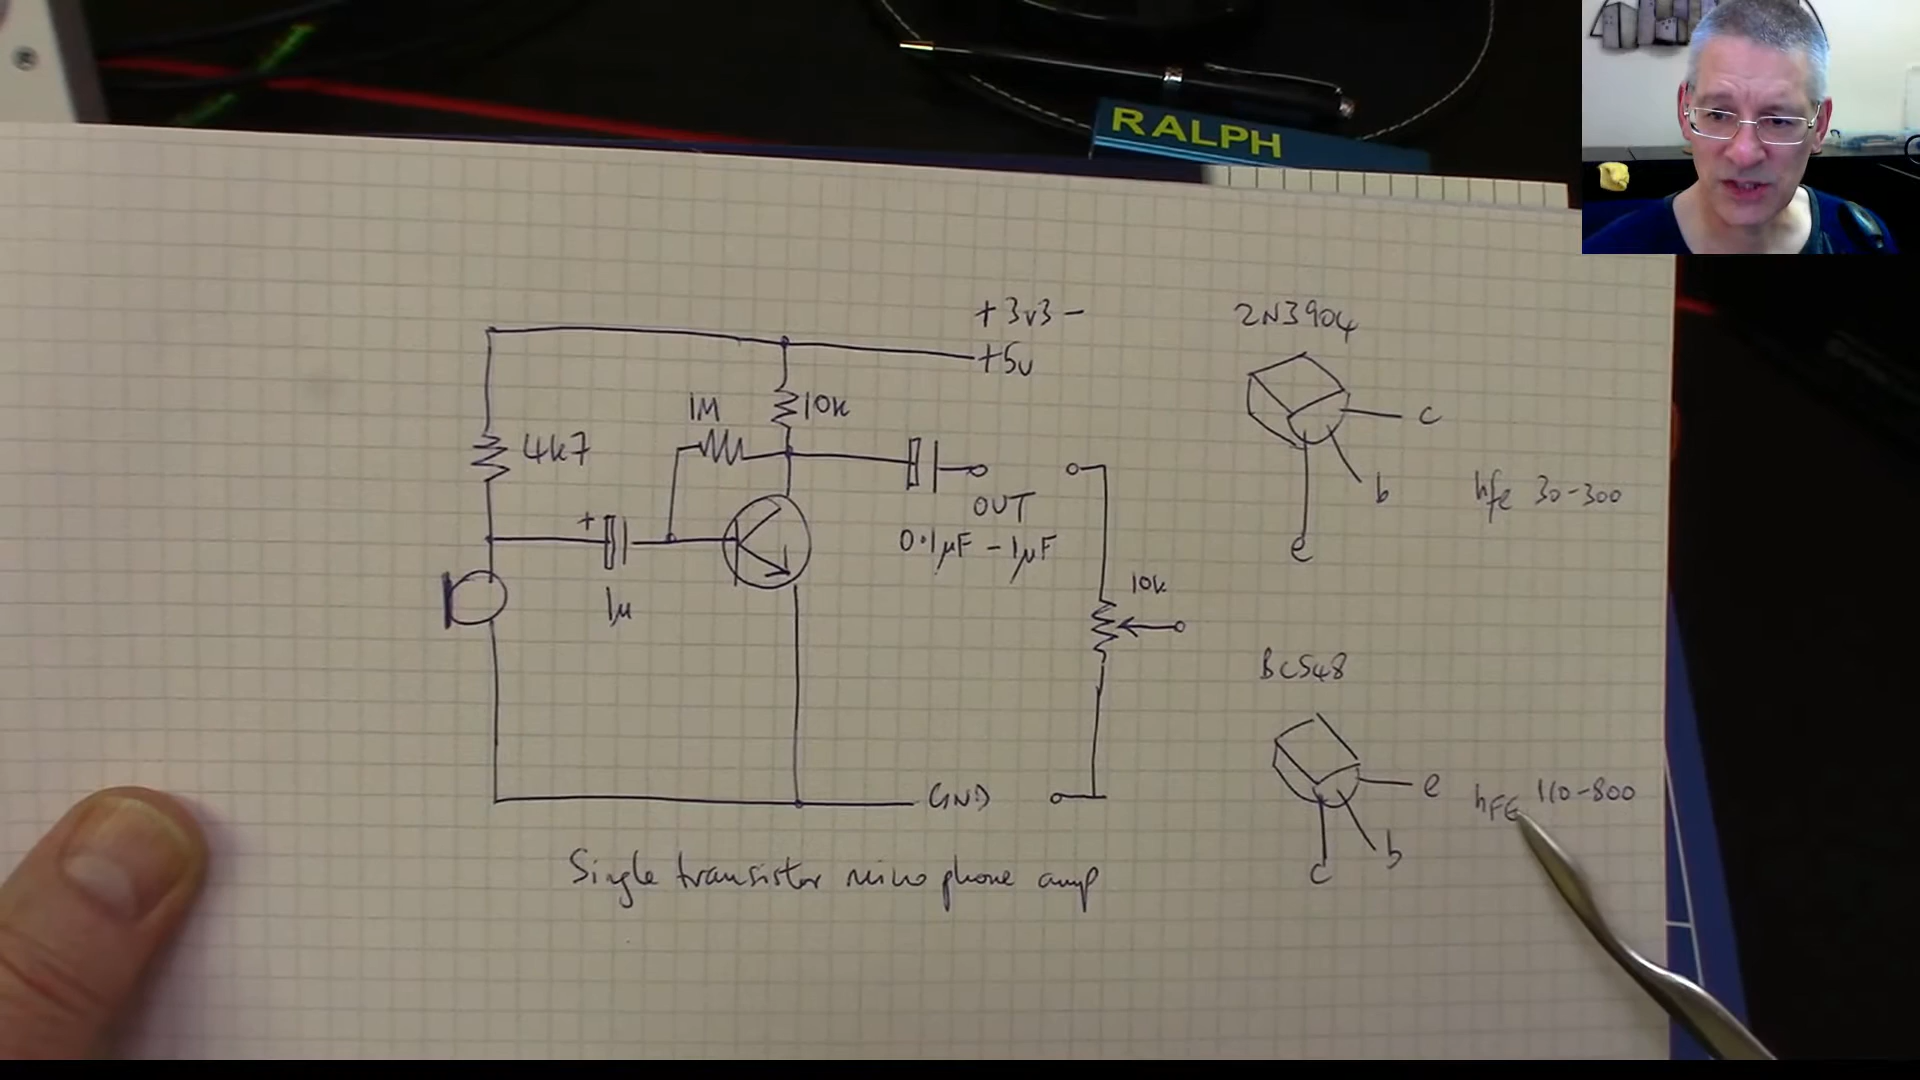 RALPH
+3v3-
+5v
1M
10k
4k7
+
1µ
OUT
0.1µF - 1µF
10k
GND
Single transistor microphone amp
2N3904
c
b
e
hfe 30-300
BC548
e
b
c
hFE 110-800